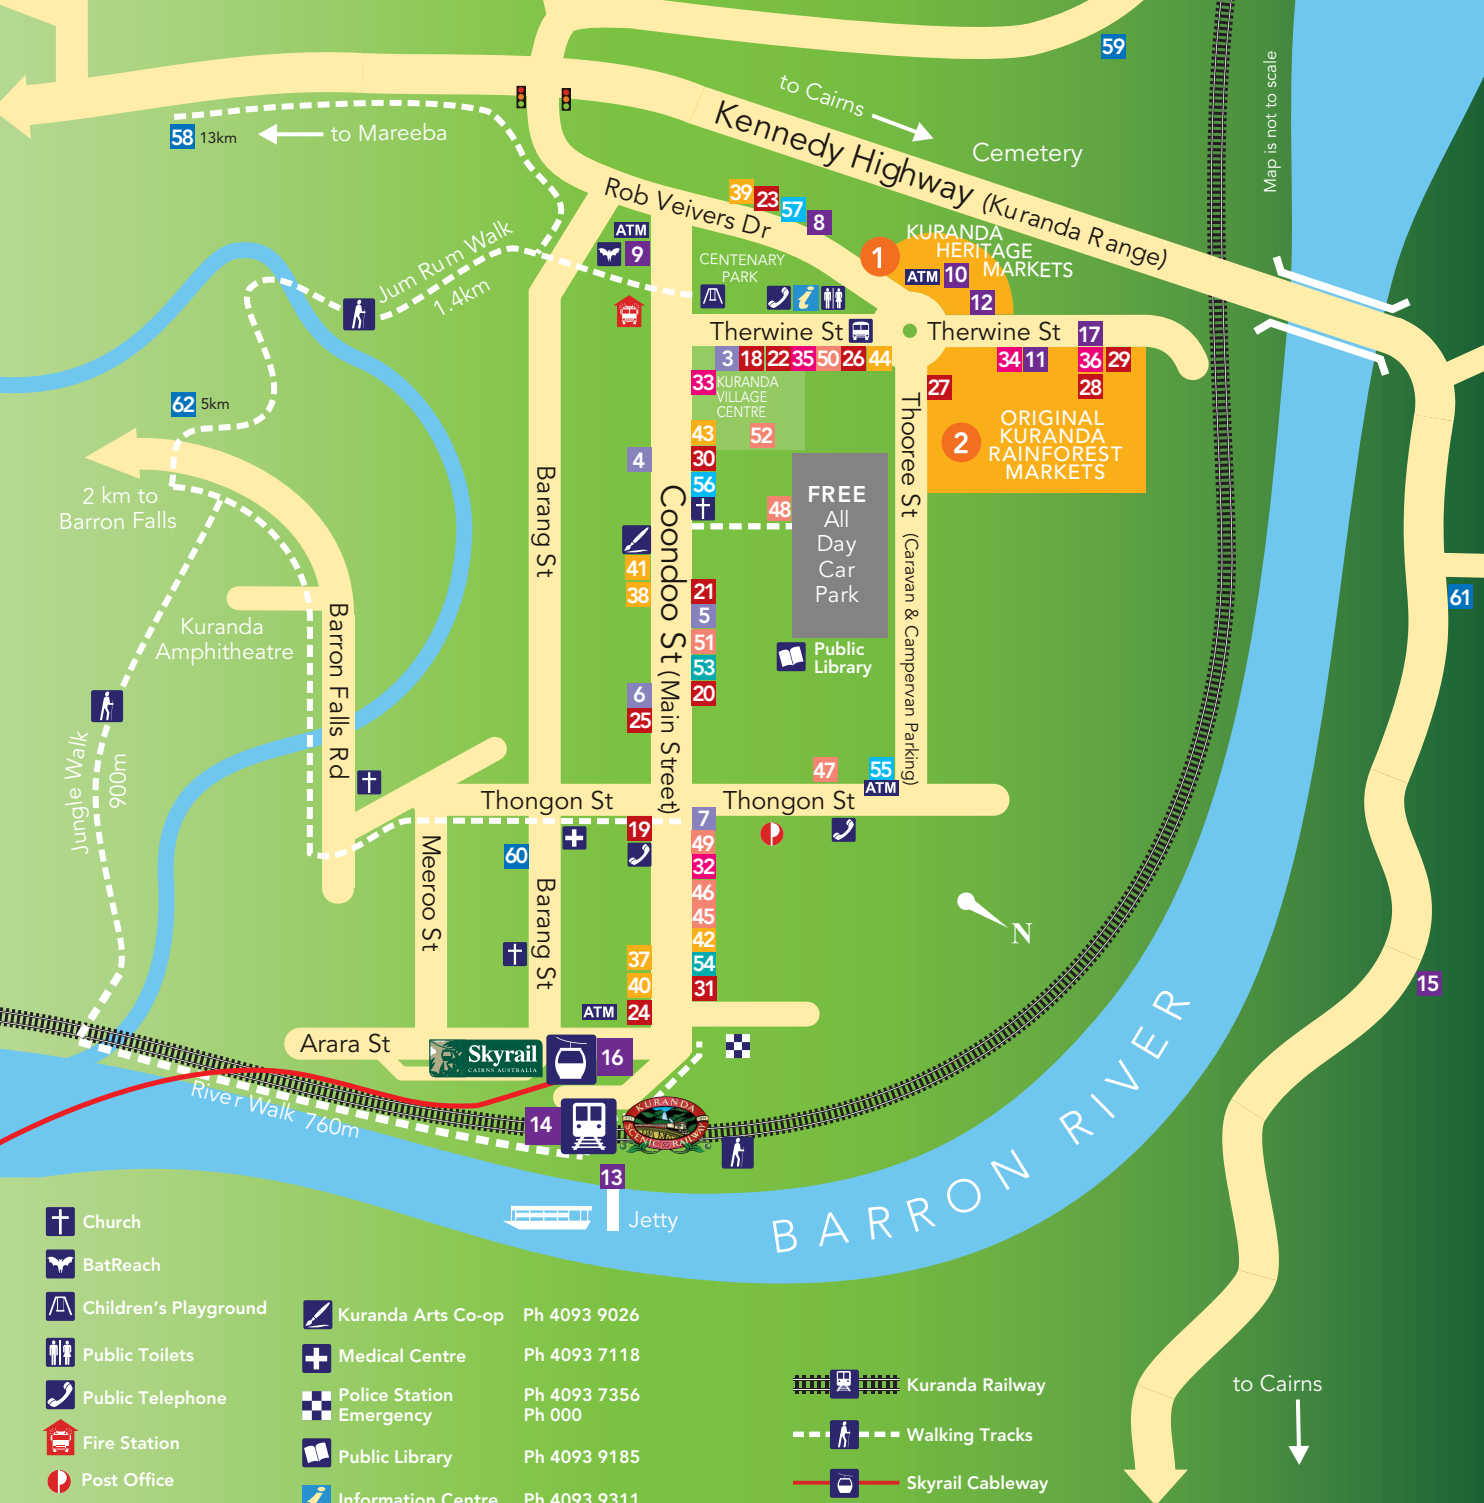 59
to Cairns
Map is not to scale
58 13km
to Mareeba
Kennedy Highway (Kuranda Range)
Cemetery
Rob Veivers Dr
39
23
57
8
ATM
9
Jum Rum Walk
1.4km
CENTENARY
PARK
1
KURANDA
HERITAGE
MARKETS
ATM 10
12
i
Therwine St
Therwine St
17
3 18 22 35 50 26 44
34 11
36 29
28
27
33
KURANDA
VILLAGE
CENTRE
52
2
ORIGINAL
KURANDA
RAINFOREST
MARKETS
62 5km
2 km to
Barron Falls
43
30
56
4
48
FREE
All
Day
Car
Park
Barang St
Coondoo St (Main Street)
Thooree St (Caravan & Campervan Parking)
41
38
21
5
51
53
20
6
25
61
Kuranda
Amphitheatre
Barron Falls Rd
Public
Library
Jungle Walk
900m
47
55
ATM
Thongon St
Thongon St
19
7
49
32
46
45
42
54
31
60
Meeroo St
Barang St
37
40
ATM 24
N
15
Arara St
Skyrail
CAIRNS AUSTRALIA
16
River Walk 760m
14
KURANDA
SCENIC RAILWAY
13
Jetty
BARRON RIVER
Church
BatReach
Children's Playground
Public Toilets
Public Telephone
Fire Station
Post Office
Kuranda Arts Co-op Ph 4093 9026
Medical Centre Ph 4093 7118
Police Station Ph 4093 7356
Emergency Ph 000
Public Library Ph 4093 9185
i Information Centre Ph 4093 9311
Kuranda Railway
Walking Tracks
Skyrail Cableway
to Cairns